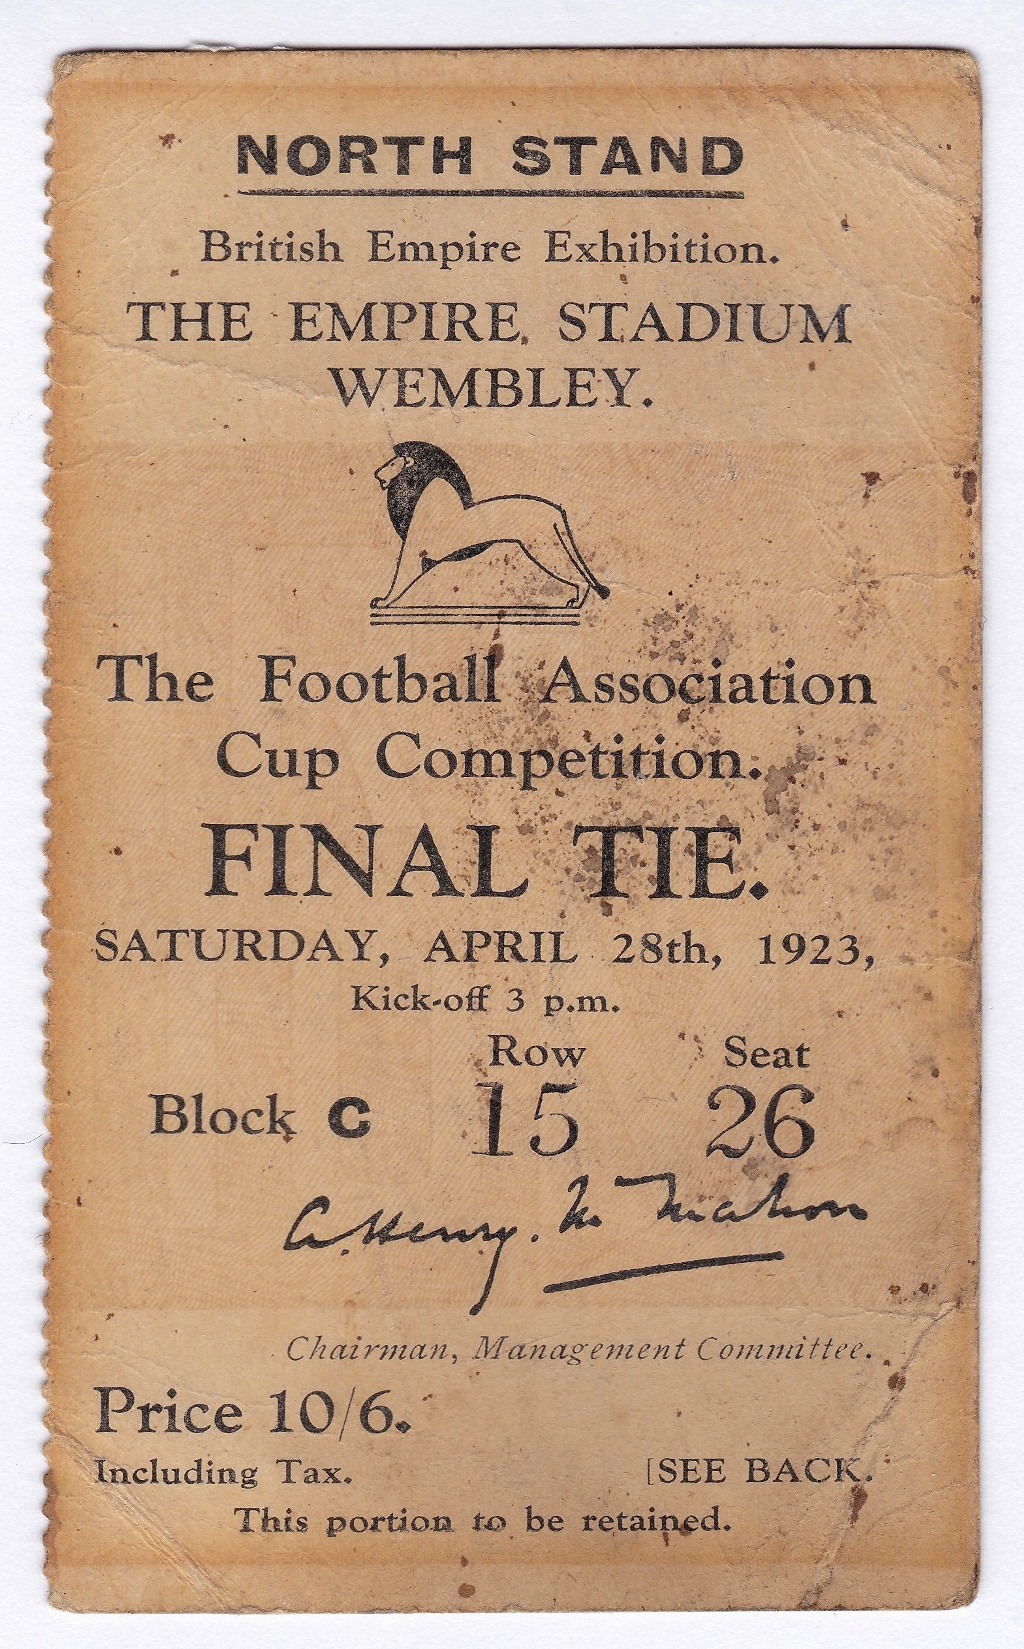 NORTH STAND
British Empire Exhibition.
THE EMPIRE STADIUM
WEMBLEY.
The Football Association
Cup Competition.
FINAL TIE.
SATURDAY, APRIL 28th, 1923,
Kick-off 3 p.m.
Row Seat
Block C 15 26
A. Henry. McMahon
Chairman, Management Committee.
Price 10/6.
Including Tax. [SEE BACK.
This portion to be retained.